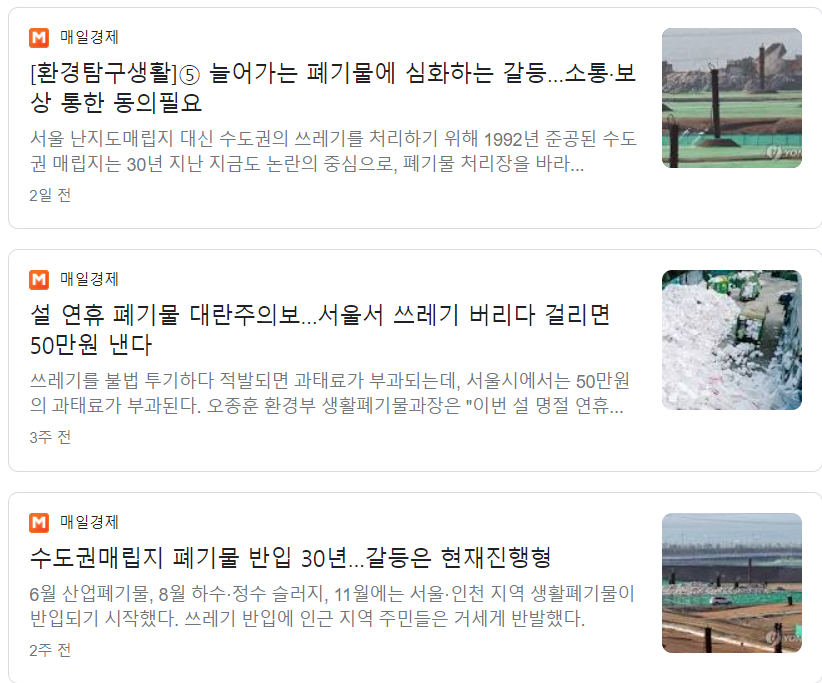 매일경제
[환경탐구생활]⑤ 늘어가는 폐기물에 심화하는 갈등...소통·보
상 통한 동의필요
서울 난지도매립지 대신 수도권의 쓰레기를 처리하기 위해 1992년 준공된 수도
권 매립지는 30년 지난 지금도 논란의 중심으로, 폐기물 처리장을 바라...
2일 전
매일경제
설 연휴 폐기물 대란주의보...서울서 쓰레기 버리다 걸리면
50만원 낸다
쓰레기를 불법 투기하다 적발되면 과태료가 부과되는데, 서울시에서는 50만원
의 과태료가 부과된다. 오종훈 환경부 생활폐기물과장은 "이번 설 명절 연휴...
3주 전
매일경제
수도권매립지 폐기물 반입 30년...갈등은 현재진행형
6월 산업폐기물, 8월 하수·정수 슬러지, 11월에는 서울·인천 지역 생활폐기물이
반입되기 시작했다. 쓰레기 반입에 인근 지역 주민들은 거세게 반발했다.
2주 전